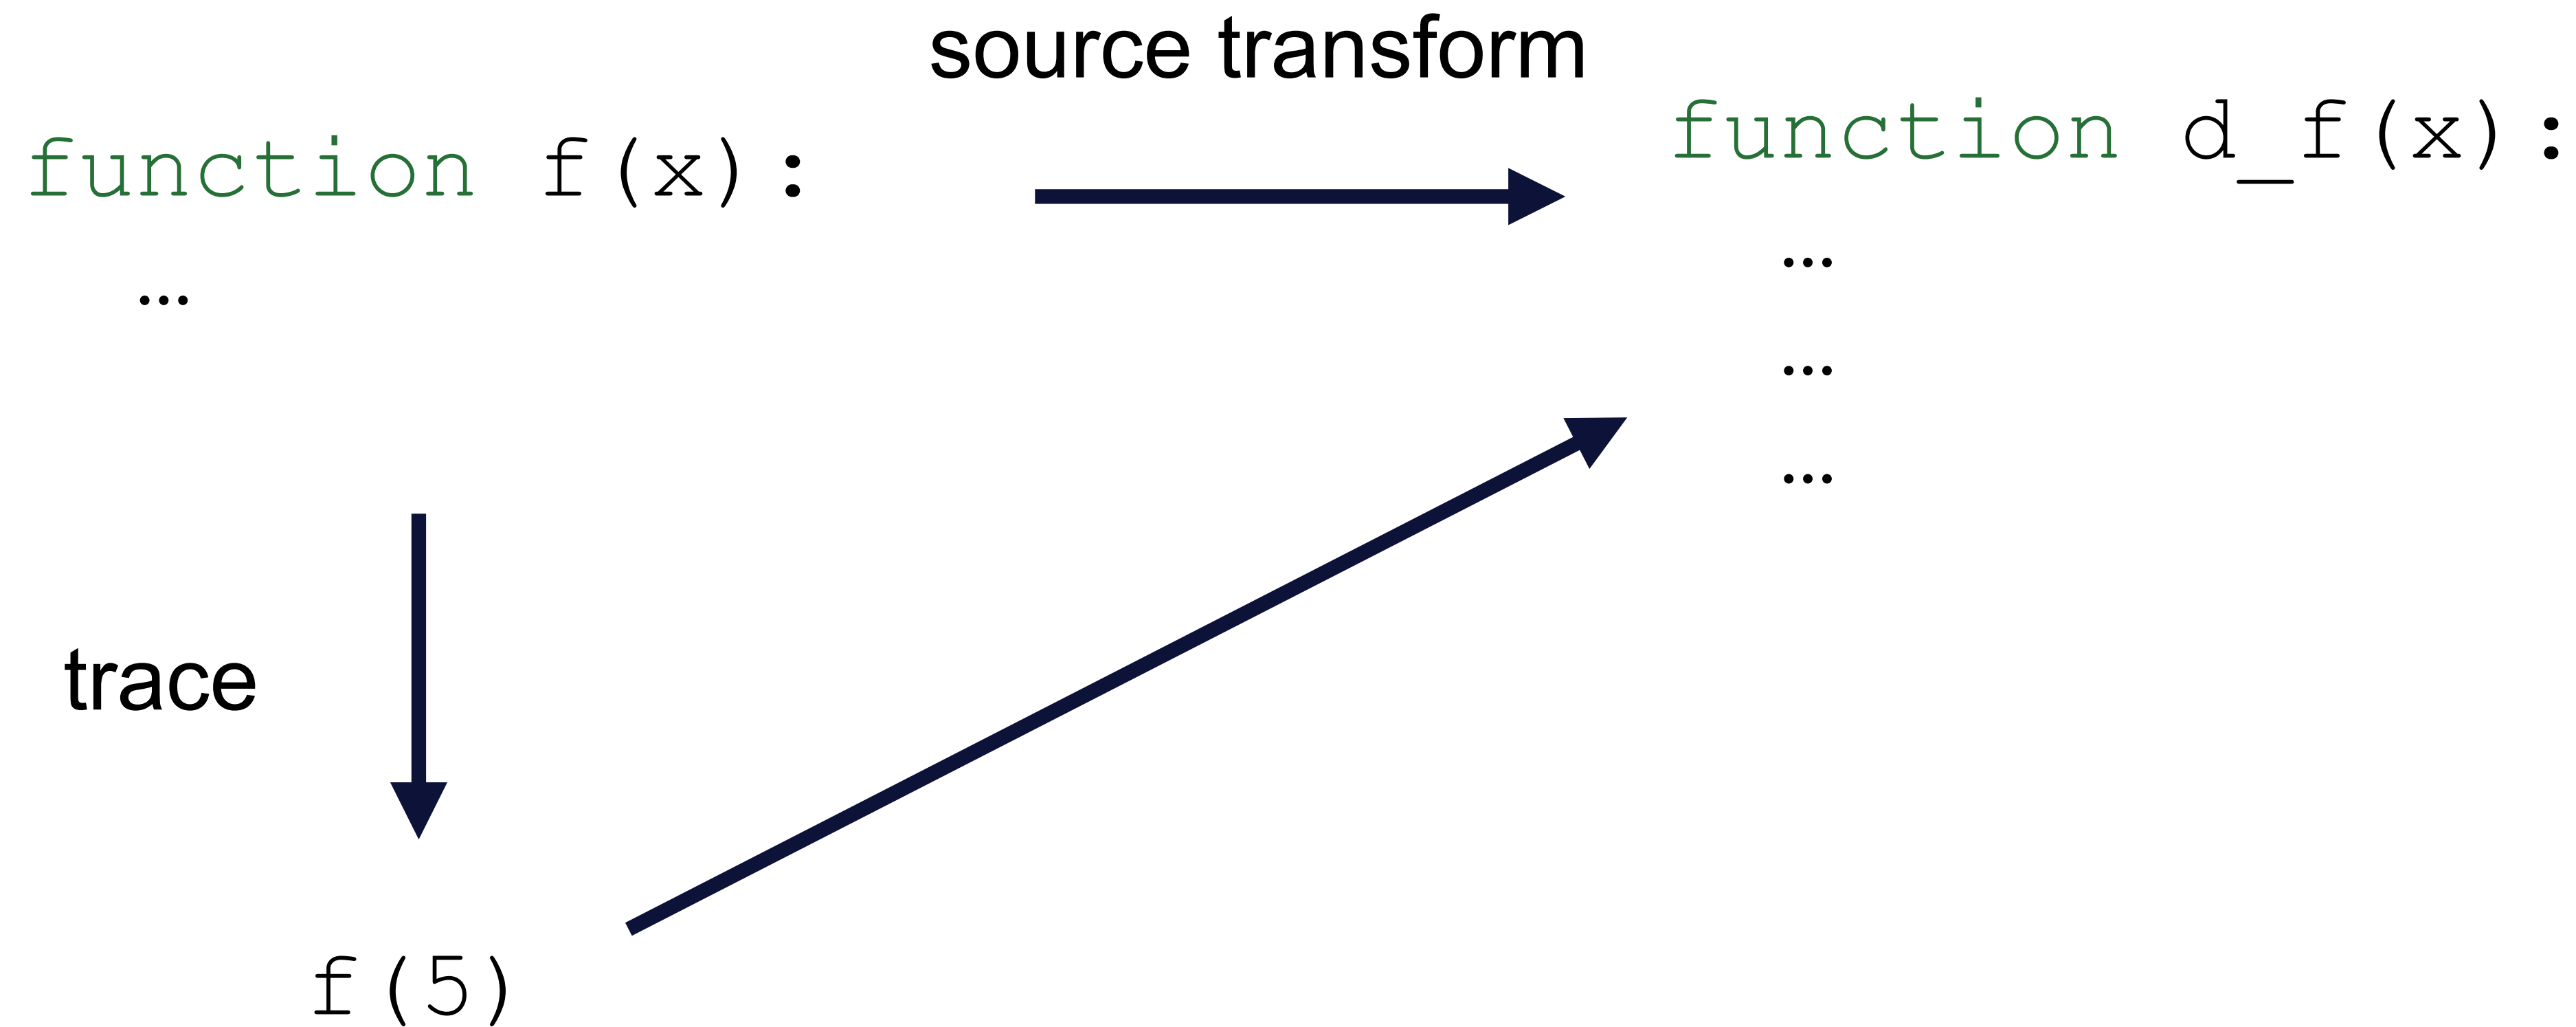 source transform
function f(x):
…
function d_f(x):
…
…
…
trace
f(5)